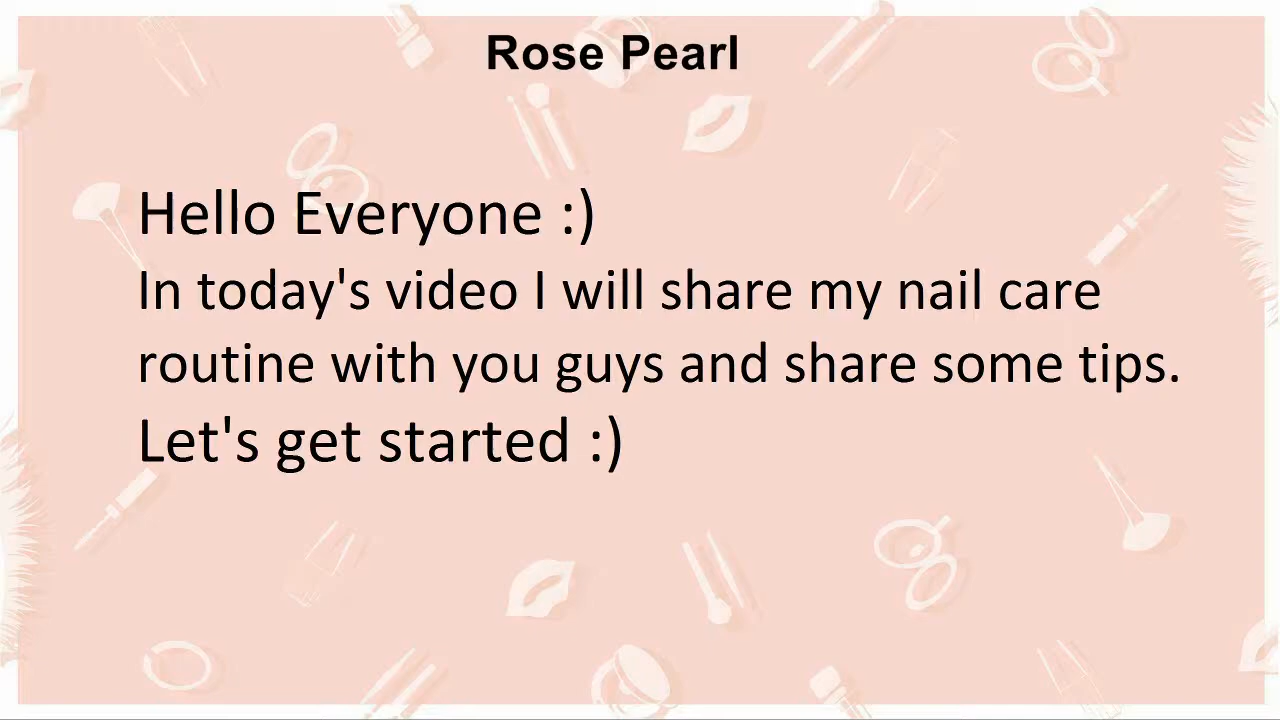 Rose Pearl
Hello Everyone :)
In today's video I will share my nail care
routine with you guys and share some tips.
Let's get started :)